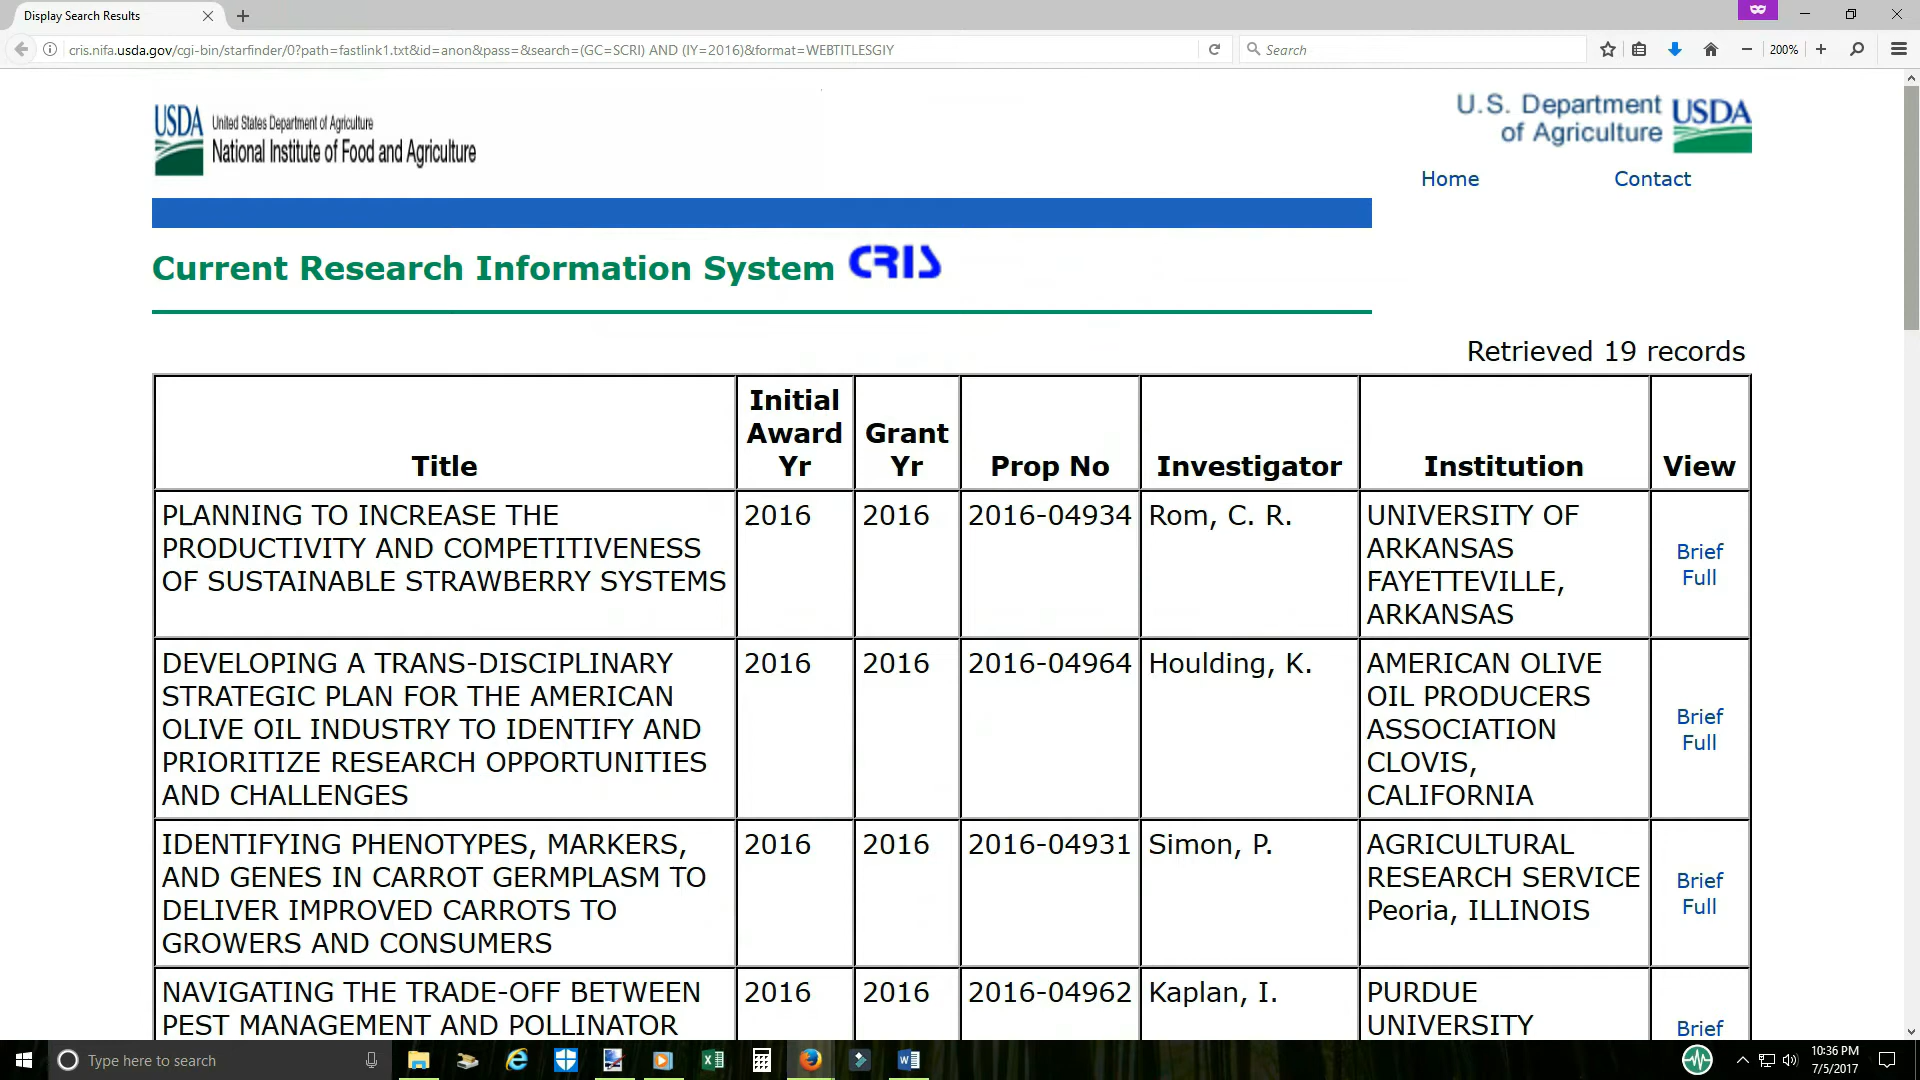 Display Search Results
cris.nifa.usda.gov/cgi-bin/starfinder/0?path=fastlink1.txt&id=anon&pass=&search=(GC=SCRI) AND (IY=2016)&format=WEBTITLESGIY
Search
200%
USDA
United States Department of Agriculture
National Institute of Food and Agriculture
U.S. Department
of Agriculture
USDA
Home
Contact
Current Research Information System CRIS
Retrieved 19 records
Title
Initial
Award
Yr
Grant
Yr
Prop No
Investigator
Institution
View
PLANNING TO INCREASE THE
PRODUCTIVITY AND COMPETITIVENESS
OF SUSTAINABLE STRAWBERRY SYSTEMS
2016
2016
2016-04934
Rom, C. R.
UNIVERSITY OF
ARKANSAS
FAYETTEVILLE,
ARKANSAS
Brief
Full
DEVELOPING A TRANS-DISCIPLINARY
STRATEGIC PLAN FOR THE AMERICAN
OLIVE OIL INDUSTRY TO IDENTIFY AND
PRIORITIZE RESEARCH OPPORTUNITIES
AND CHALLENGES
2016
2016
2016-04964
Houlding, K.
AMERICAN OLIVE
OIL PRODUCERS
ASSOCIATION
CLOVIS,
CALIFORNIA
Brief
Full
IDENTIFYING PHENOTYPES, MARKERS,
AND GENES IN CARROT GERMPLASM TO
DELIVER IMPROVED CARROTS TO
GROWERS AND CONSUMERS
2016
2016
2016-04931
Simon, P.
AGRICULTURAL
RESEARCH SERVICE
Peoria, ILLINOIS
Brief
Full
NAVIGATING THE TRADE-OFF BETWEEN
PEST MANAGEMENT AND POLLINATOR
2016
2016
2016-04962
Kaplan, I.
PURDUE
UNIVERSITY
Brief
Type here to search
10:36 PM
7/5/2017